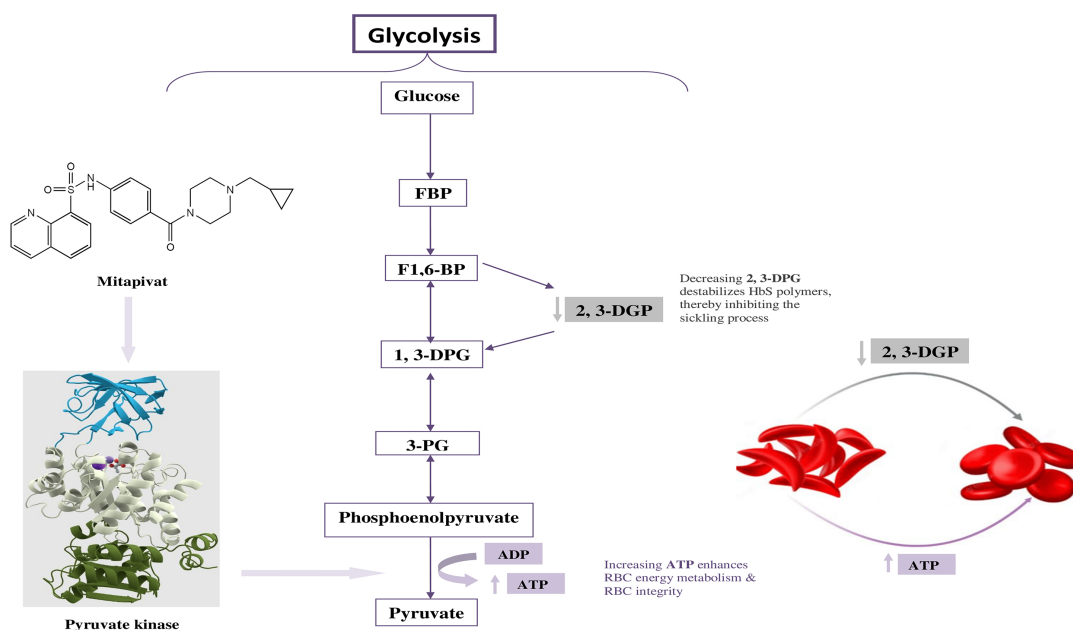 Glycolysis
Glucose
FBP
F1,6-BP
2, 3-DGP
Decreasing 2, 3-DPG
destabilizes HbS polymers,
thereby inhibiting the
sickling process
1, 3-DPG
3-PG
Phosphoenolpyruvate
ADP
ATP
Increasing ATP enhances
RBC energy metabolism &
RBC integrity
Pyruvate
O
O
S
N
H
N
O
N
N
Mitapivat
Pyruvate kinase
2, 3-DGP
ATP